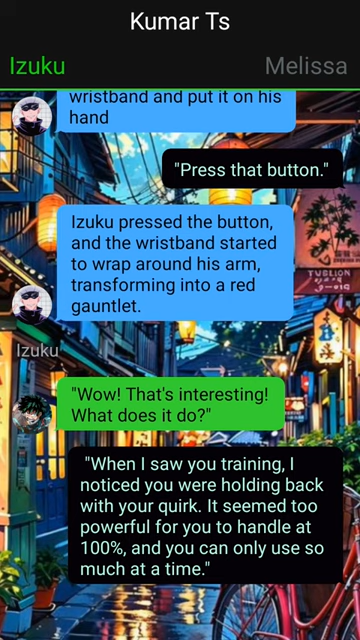 Kumar Ts
Izuku
Melissa
wristband and put it on his
hand
"Press that button."
Izuku pressed the button,
and the wristband started
to wrap around his arm,
transforming into a red
gauntlet.
Izuku
"Wow! That's interesting!
What does it do?"
"When I saw you training, I
noticed you were holding back
with your quirk. It seemed too
powerful for you to handle at
100%, and you can only use so
much at a time."